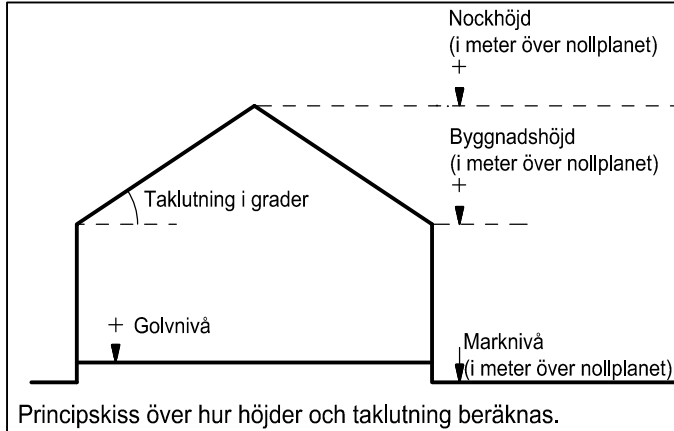 Nockhöjd
(i meter över nollplanet)
+
Byggnadshöjd
(i meter över nollplanet)
+
Taklutning i grader
+ Golvnivå
Marknivå
(i meter över nollplanet)
Principskiss över hur höjder och taklutning beräknas.